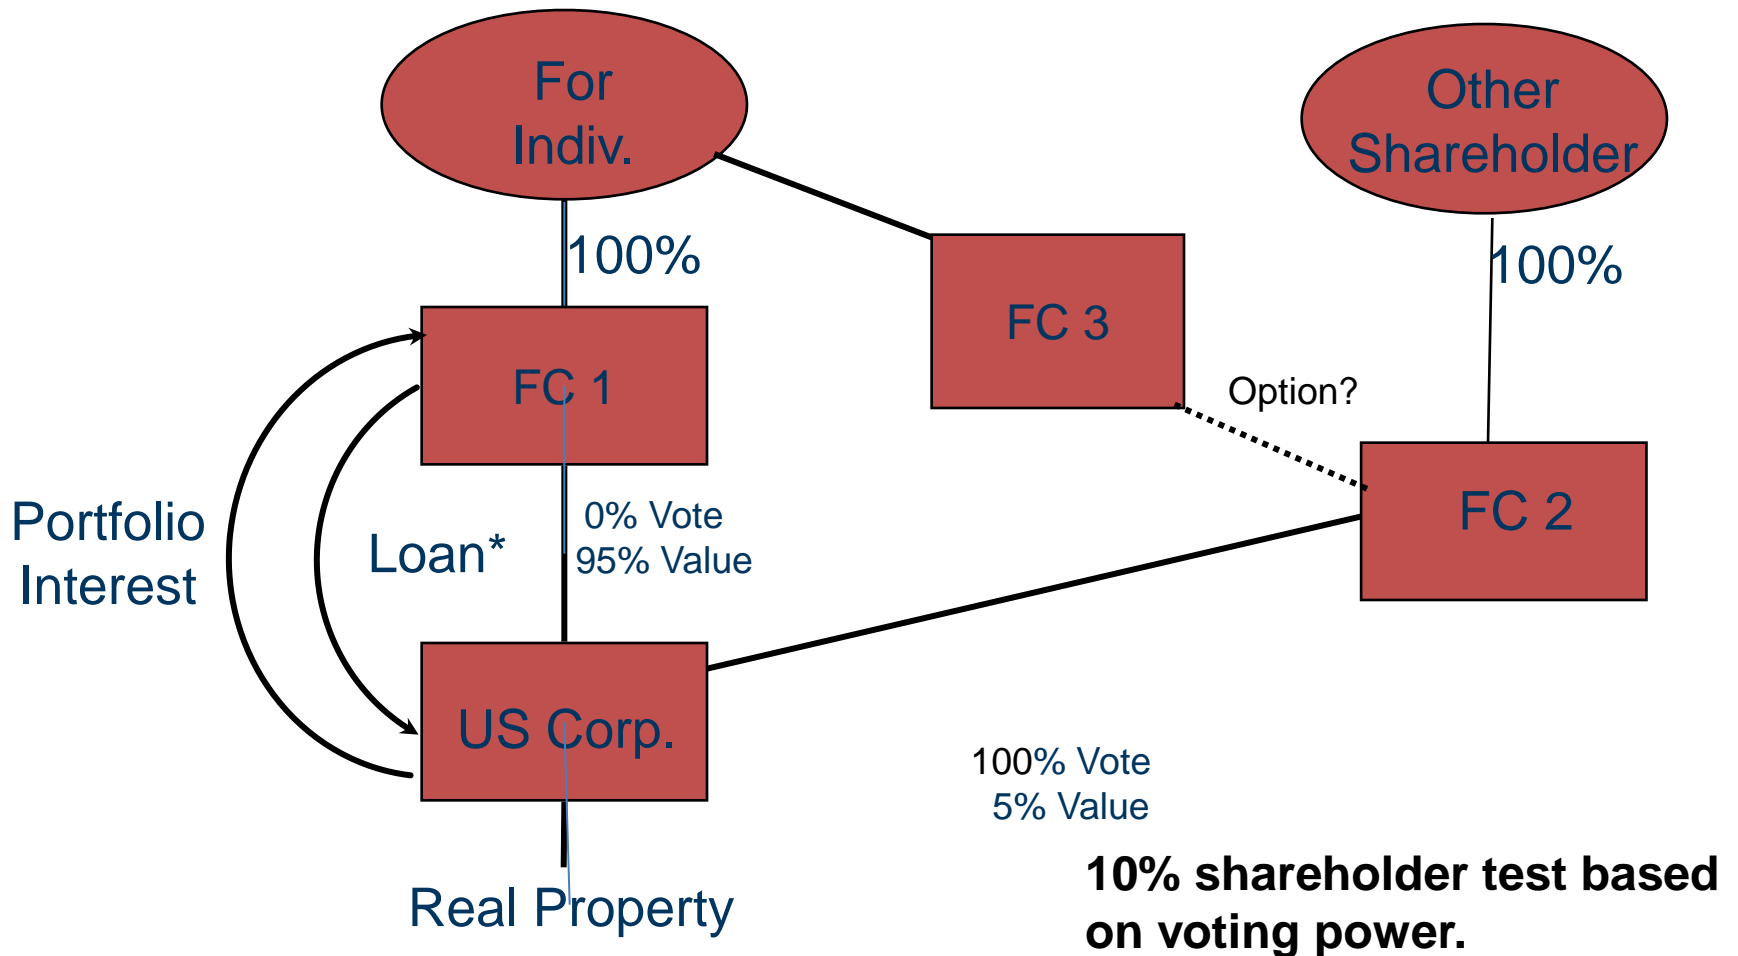 For
Indiv.
Other
Shareholder
100%
100%
FC 3
FC 1
Option?
Portfolio
Interest
Loan*
0% Vote
95% Value
FC 2
US Corp.
100% Vote
5% Value
Real Property
10% shareholder test based
on voting power.